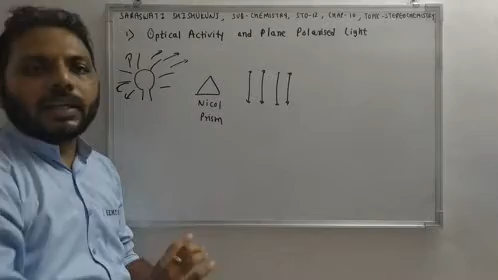 SARASWATI SHISHUKUNJ, SUB-CHEMISTRY, STD-12, CHAP-10, TOPIC-STEREOCHEMISTRY
1) Optical Activity and Plane Polarised Light
Nicol
Prism